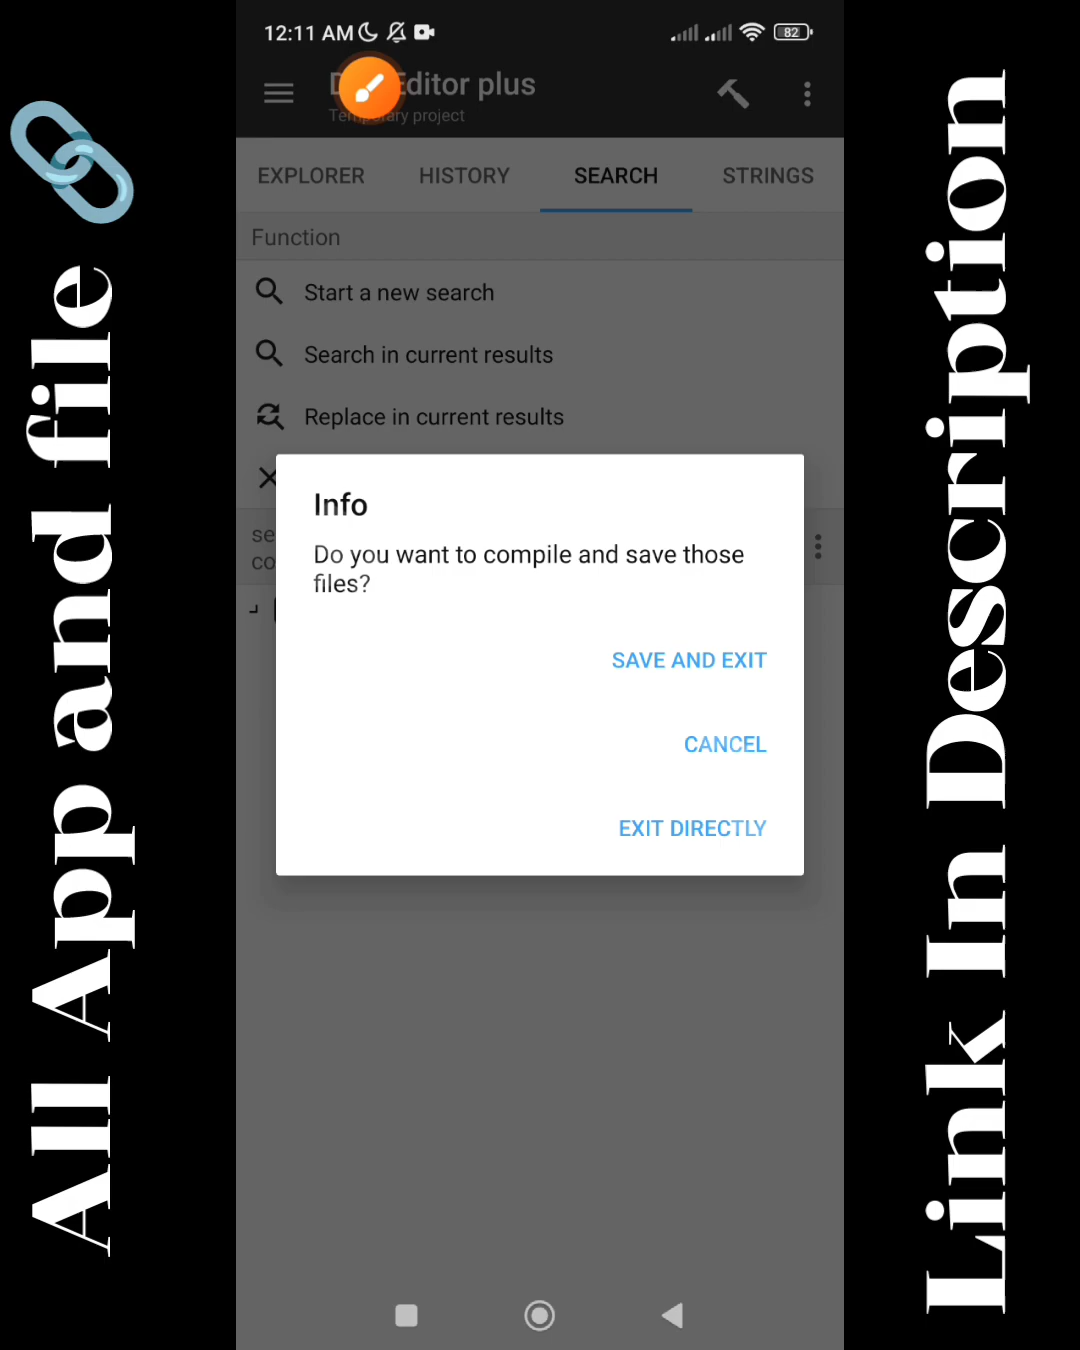 All App and file
12:11 AM
82
Editor plus
project
EXPLORER HISTORY SEARCH STRINGS
Function
Start a new search
Search in current results
Replace in current results
Info
Do you want to compile and save those
files?
SAVE AND EXIT
CANCEL
EXIT DIRECTLY
Link In Description